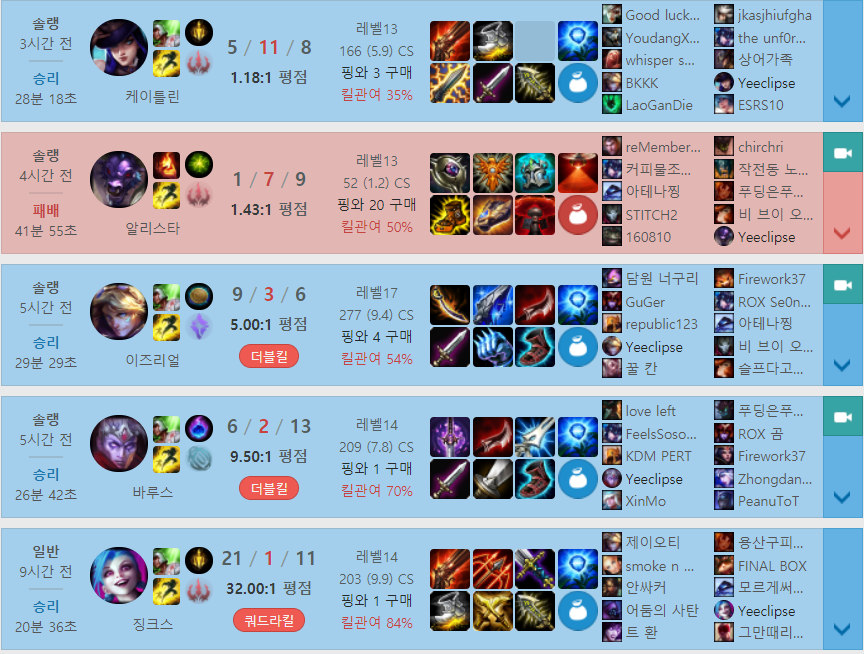 솔랭
3시간 전
승리
28분 18초
케이틀린
5 / 11 / 8
1.18:1 평점
레벨13
166 (5.9) CS
핑와 3 구매
킬관여 35%
Good luck...
YoudangX...
whisper s...
BKKK
LaoGanDie
jkasjhiufgha
the unf0r...
상어가족
Yeeclipse
ESRS10
솔랭
4시간 전
패배
41분 55초
알리스타
1 / 7 / 9
1.43:1 평점
레벨13
52 (1.2) CS
핑와 20 구매
킬관여 50%
reMember...
커피물조...
아테나찡
STITCH2
160810
chirchri
작전동 노...
푸딩은푸...
비 브이 오...
Yeeclipse
솔랭
5시간 전
승리
29분 29초
이즈리얼
9 / 3 / 6
5.00:1 평점
더블킬
레벨17
277 (9.4) CS
핑와 4 구매
킬관여 54%
담원 너구리
GuGer
republic123
Yeeclipse
꿀 칸
Firework37
ROX Se0n...
아테나찡
비 브이 오...
슬프다고...
솔랭
5시간 전
승리
26분 42초
바루스
6 / 2 / 13
9.50:1 평점
더블킬
레벨14
209 (7.8) CS
핑와 1 구매
킬관여 70%
love left
FeelsSoso...
KDM PERT
Yeeclipse
XinMo
푸딩은푸...
ROX 곰
Firework37
Zhongdan...
PeanuToT
일반
9시간 전
승리
20분 36초
징크스
21 / 1 / 11
32.00:1 평점
쿼드라킬
레벨14
203 (9.9) CS
핑와 1 구매
킬관여 84%
제이오티
smoke n ...
안싸커
어둠의 사탄
트 환
용산구피...
FINAL BOX
모르게써...
Yeeclipse
그만때리...